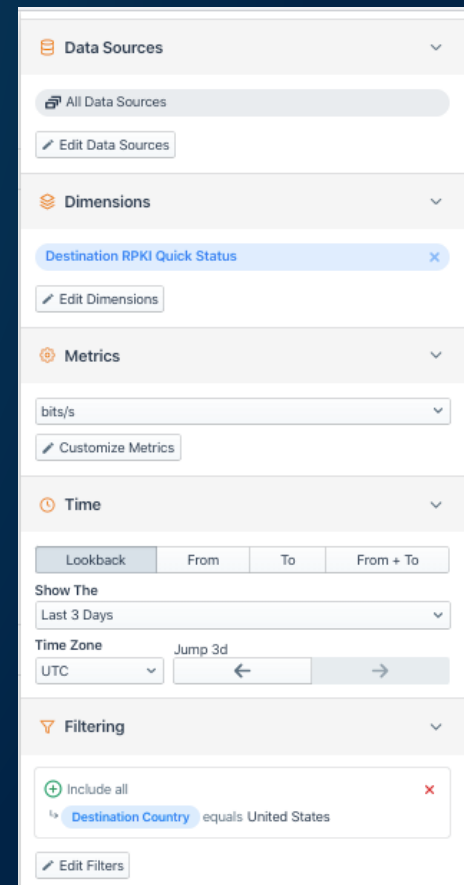 Data Sources
All Data Sources
Edit Data Sources
Dimensions
Destination RPKI Quick Status
Edit Dimensions
Metrics
bits/s
Customize Metrics
Time
Lookback From To From + To
Show The
Last 3 Days
Time Zone Jump 3d
UTC
Filtering
Include all
Destination Country equals United States
Edit Filters